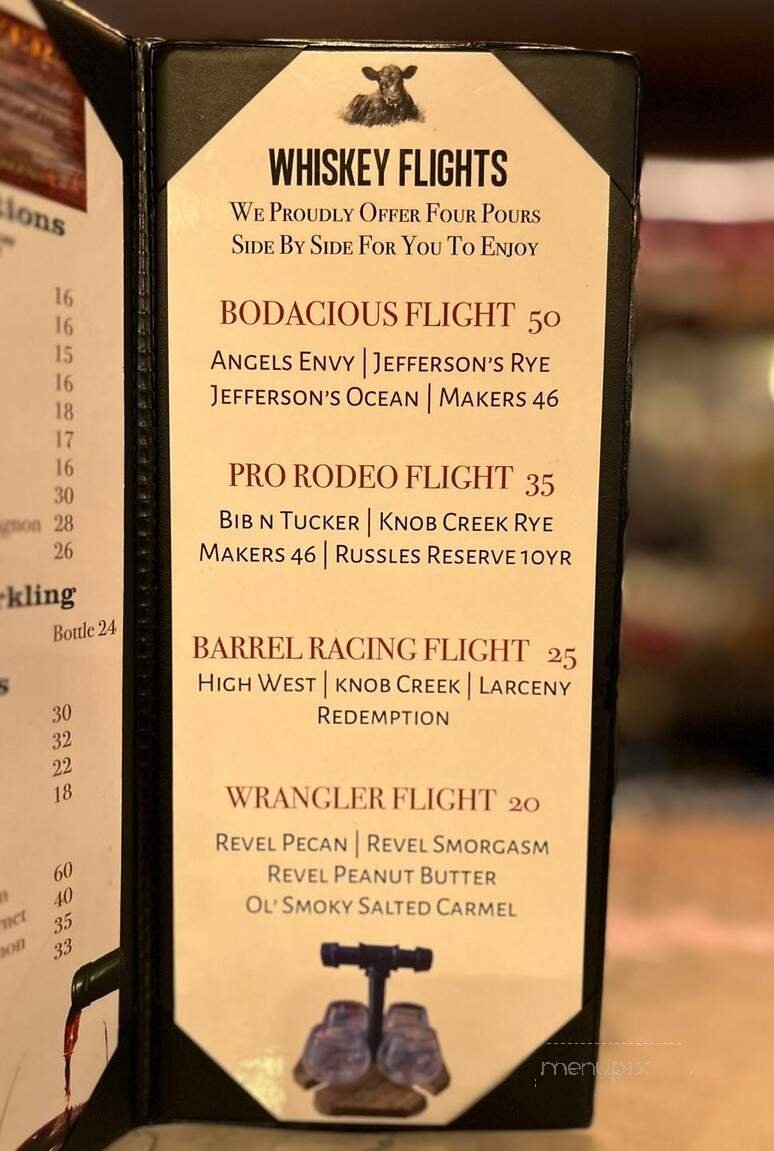 tions
16
16
15
16
18
17
16
30
28
26
rkling
Bottle 24
s
30
32
22
18
60
40
35
33
WHISKEY FLIGHTS
We Proudly Offer Four Pours
Side By Side For You To Enjoy
BODACIOUS FLIGHT 50
Angels Envy | Jefferson's Rye
Jefferson's Ocean | Makers 46
PRO RODEO FLIGHT 35
Bib n Tucker | Knob Creek Rye
Makers 46 | Russles Reserve 10yr
BARREL RACING FLIGHT 25
High West | knob Creek | Larceny
Redemption
WRANGLER FLIGHT 20
Revel Pecan | Revel Smorgasm
Revel Peanut Butter
Ol' Smoky Salted Carmel
menupix